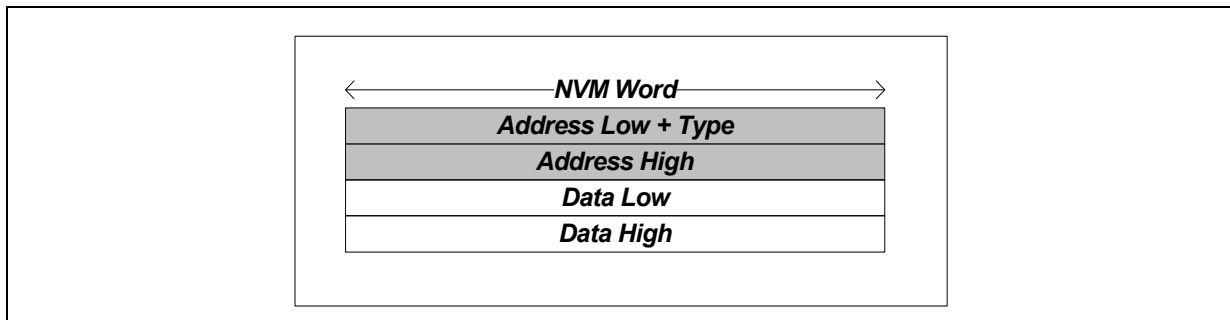 NVM Word
Address Low + Type
Address High
Data Low
Data High